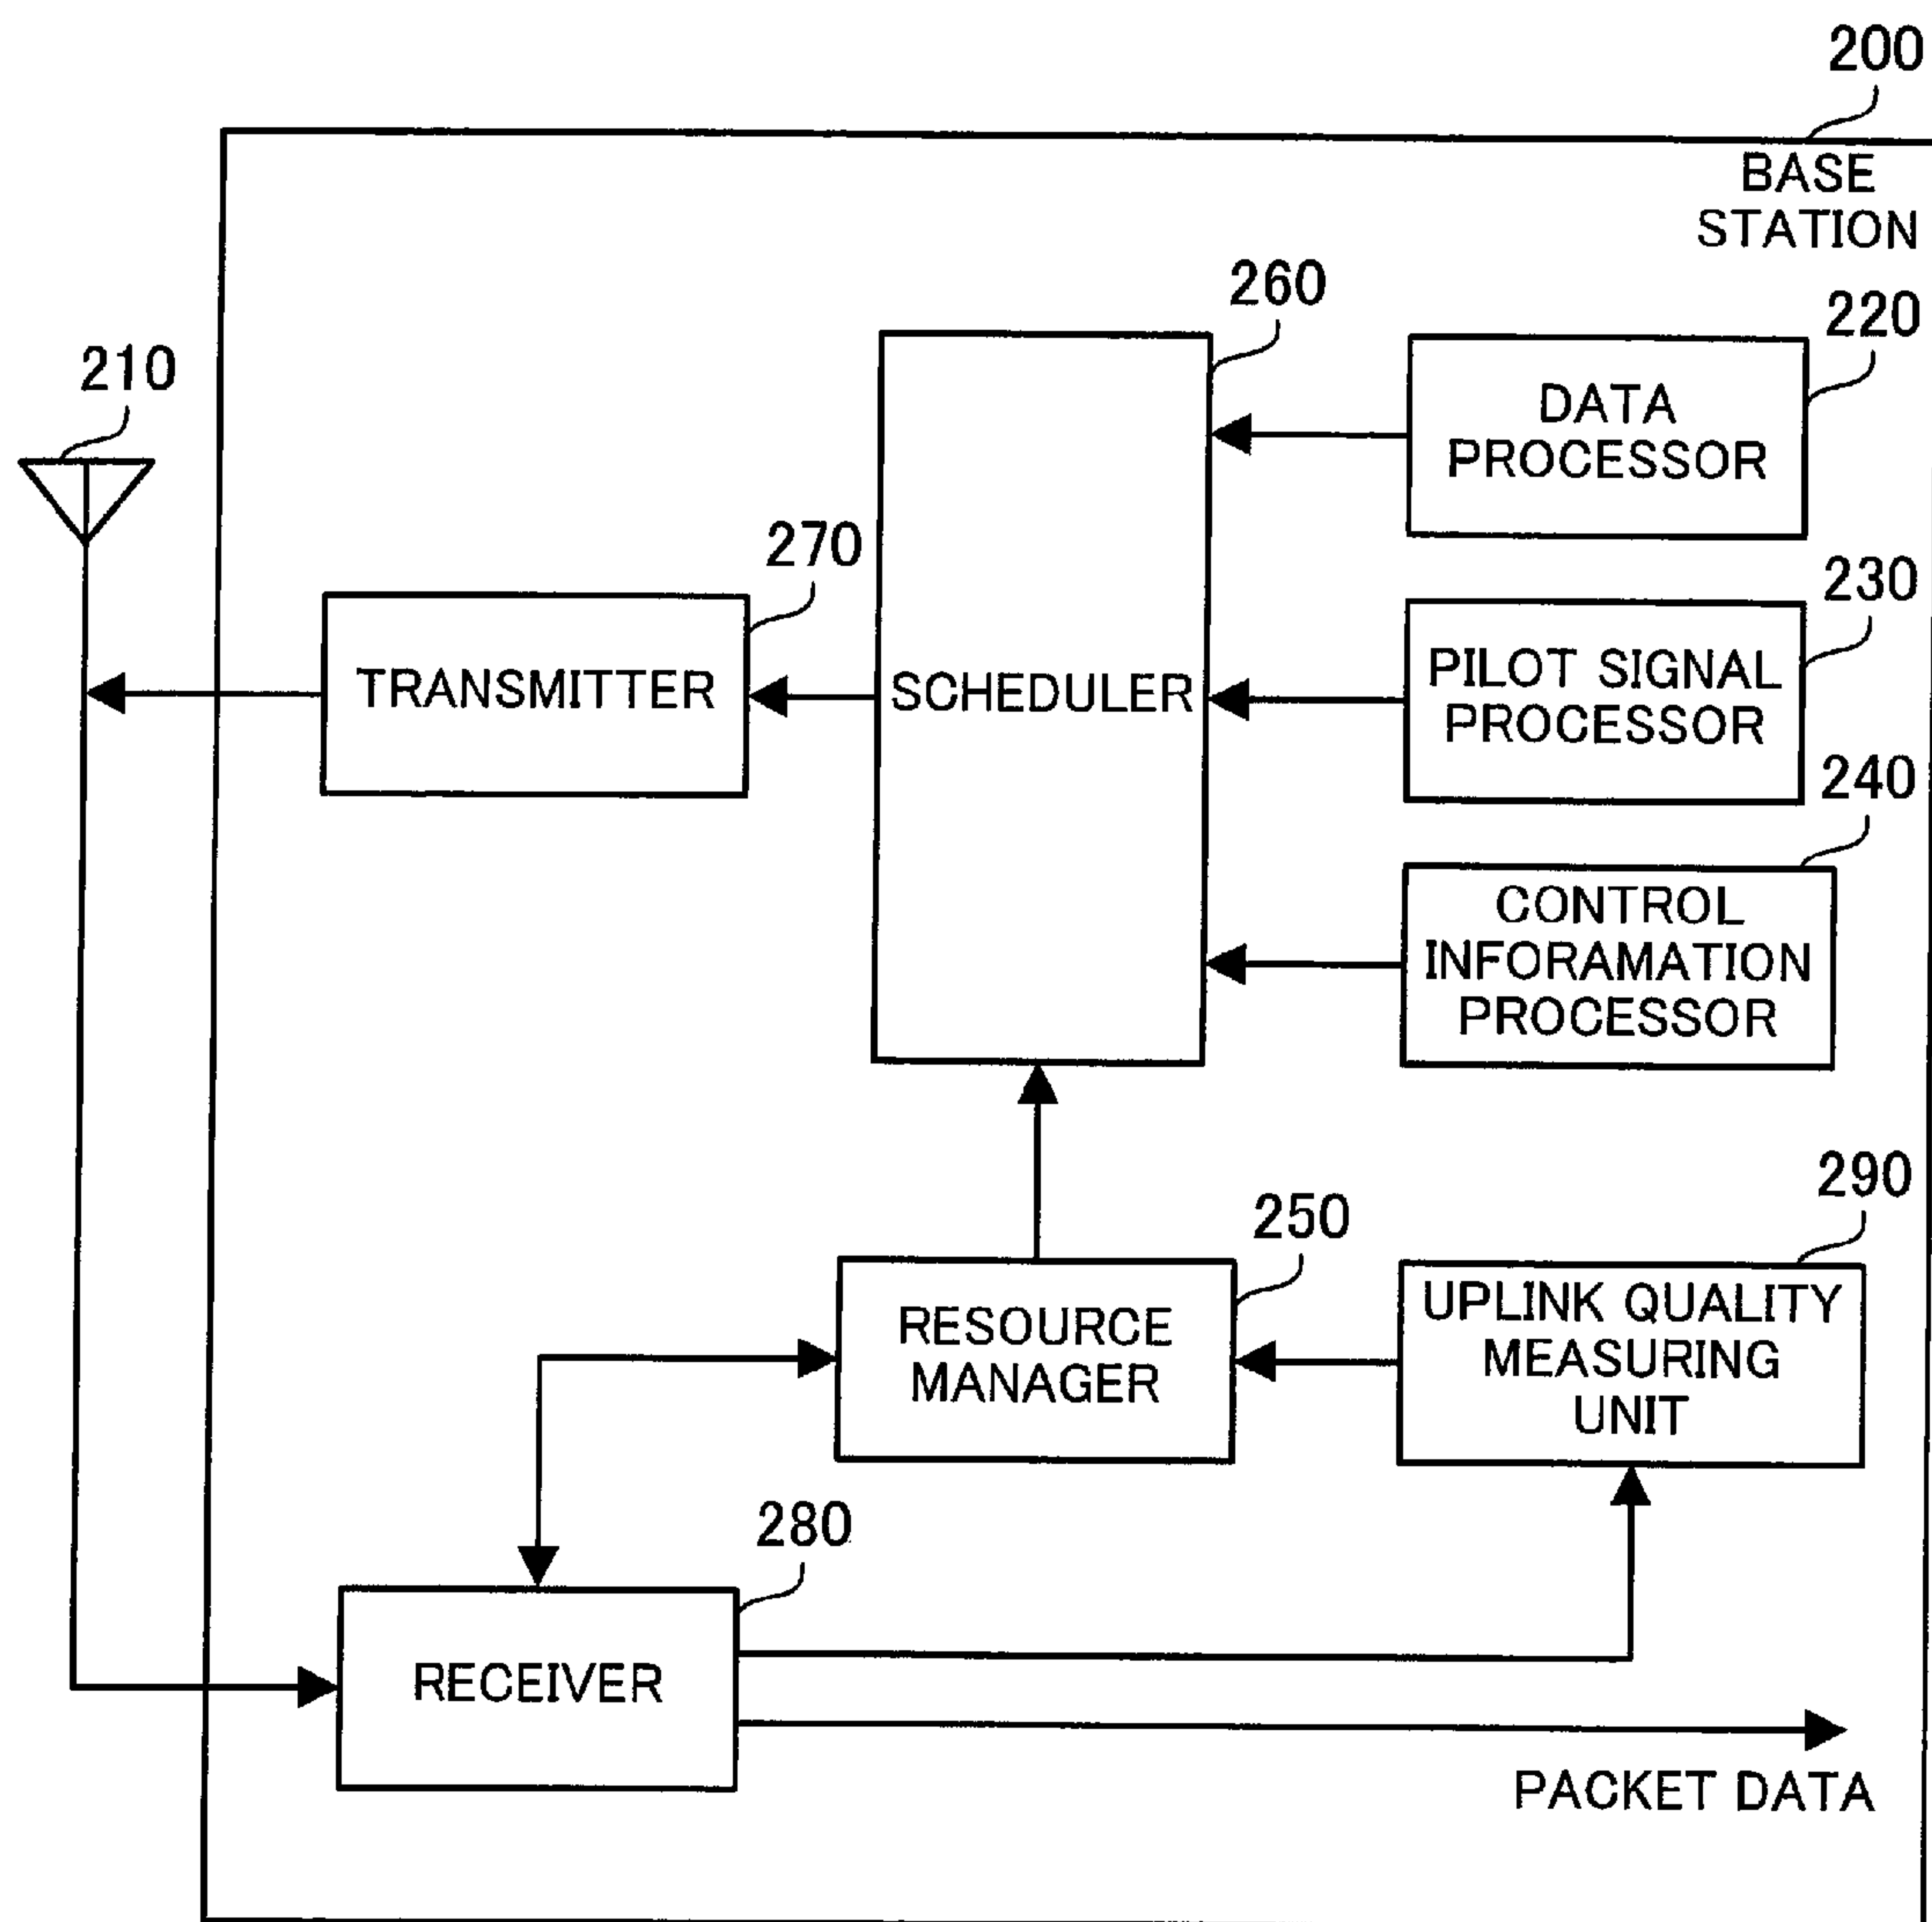 200
BASE
STATION
260
220
210
DATA
PROCESSOR
270
230
TRANSMITTER
SCHEDULER
PILOT SIGNAL
PROCESSOR
240
CONTROL
INFORAMATION
PROCESSOR
290
250
RESOURCE
MANAGER
UPLINK QUALITY
MEASURING
UNIT
280
RECEIVER
PACKET DATA